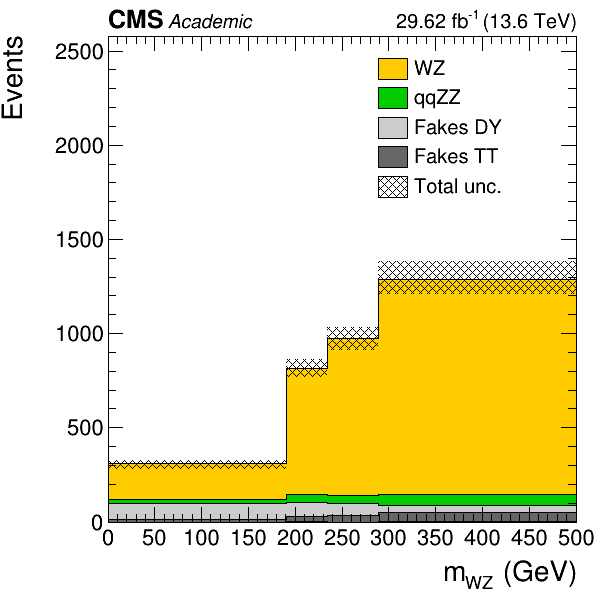 CMS Academic 29.62 fb⁻¹ (13.6 TeV)
Events
2500
2000
1500
1000
500
0
WZ
qqZZ
Fakes DY
Fakes TT
Total unc.
0 50 100 150 200 250 300 350 400 450 500
m_WZ (GeV)